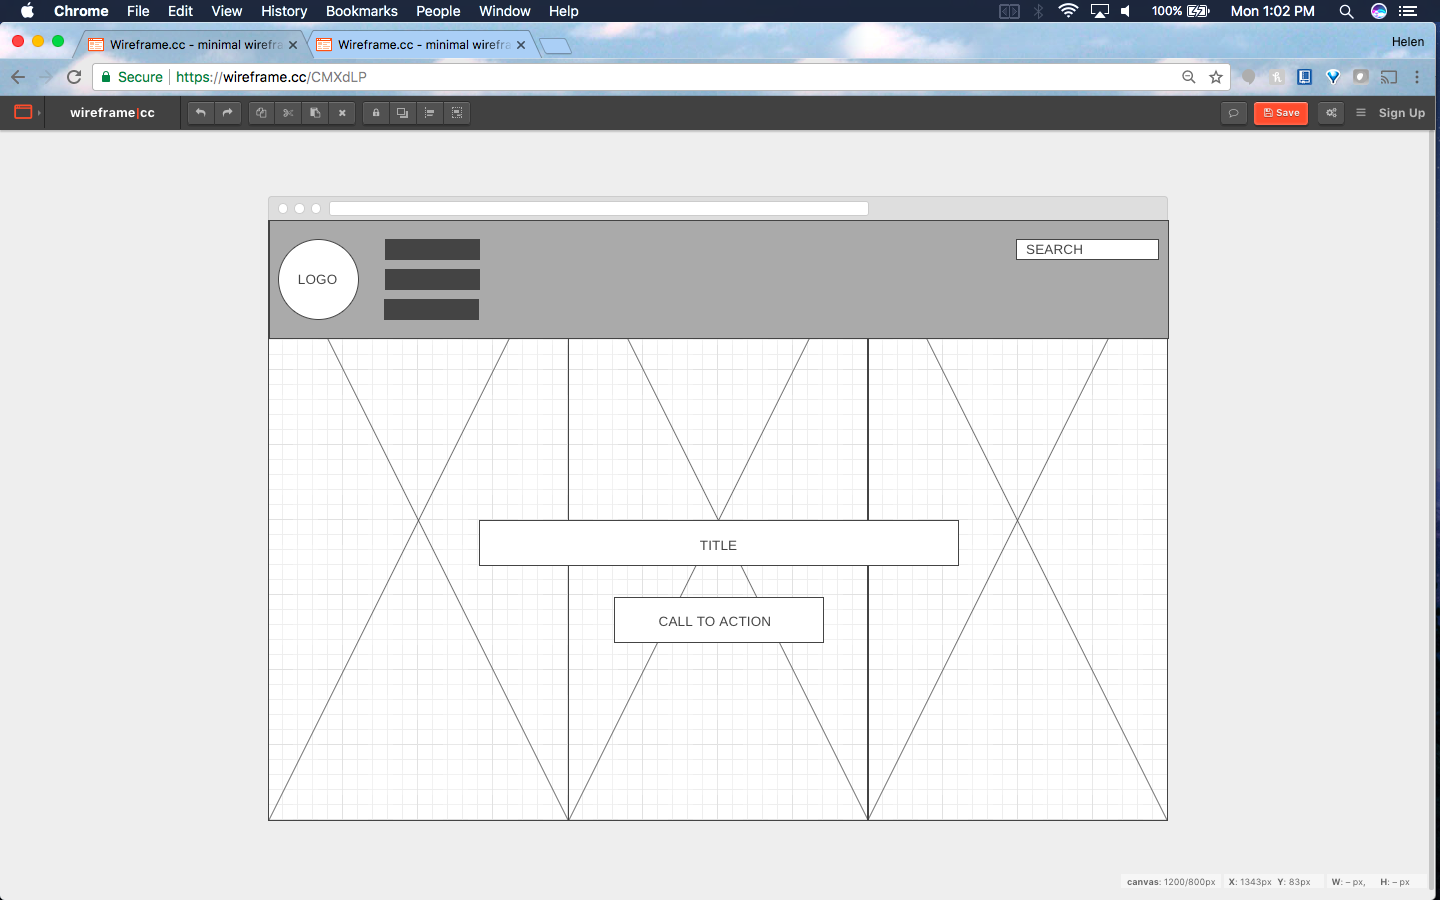 Chrome File Edit View History Bookmarks People Window Help 100% Mon 1:02 PM
Wireframe.cc - minimal wirefra Wireframe.cc - minimal wirefra Helen
Secure https://wireframe.cc/CMXdLP
wireframe|cc Save Sign Up
LOGO
SEARCH
TITLE
CALL TO ACTION
canvas: 1200/800px X: 1343px Y: 83px W: – px, H: – px